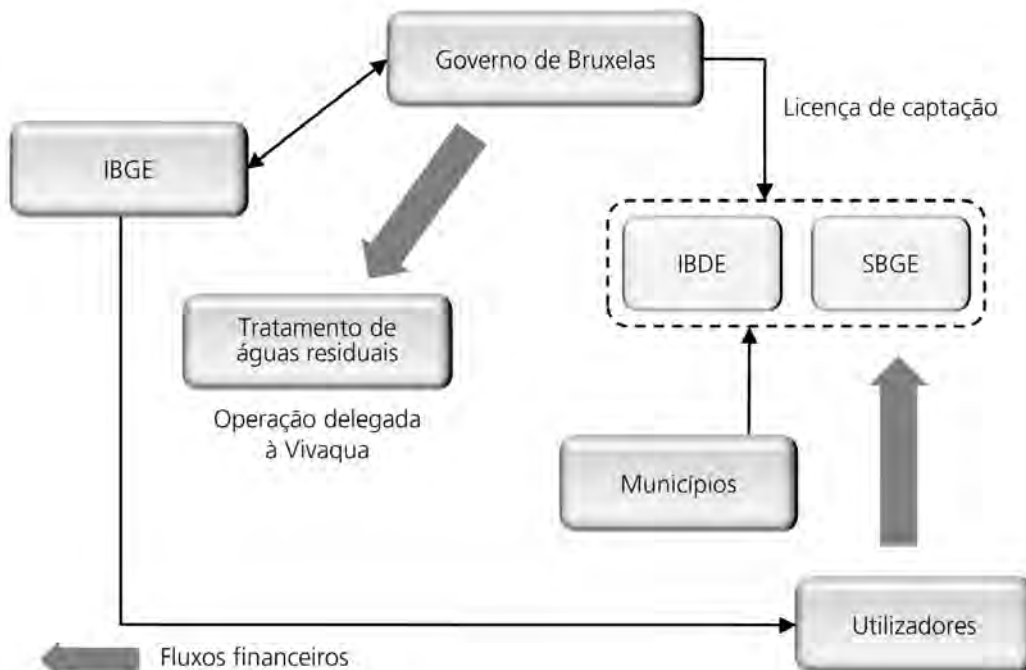 Governo de Bruxelas
Licença de captação
IBGE
IBDE
SBGE
Tratamento de
águas residuais
Operação delegada
à Vivaqua
Municípios
Utilizadores
Fluxos financeiros